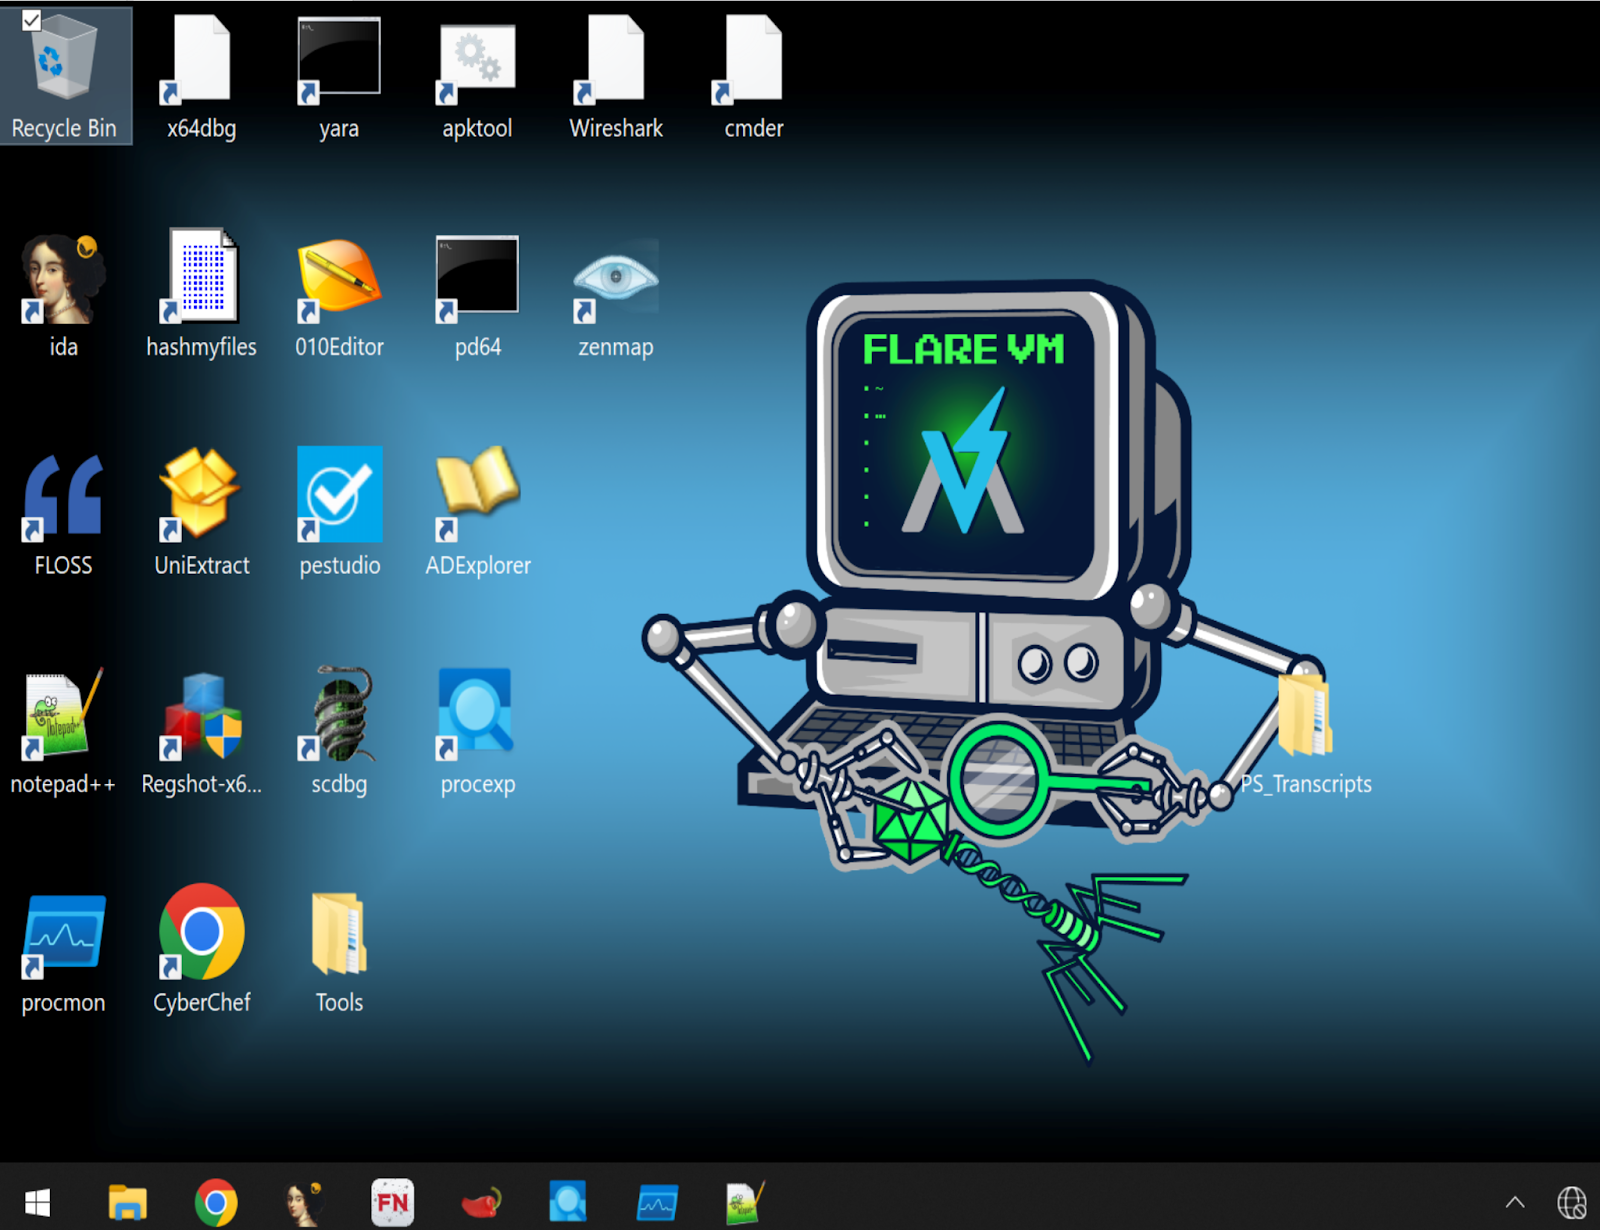 Recycle Bin
x64dbg
yara
apktool
Wireshark
cmder
ida
hashmyfiles
010Editor
pd64
zenmap
FLARE VM
FLOSS
UniExtract
pestudio
ADExplorer
notepad++
Regshot-x6...
scdbg
procexp
PS_Transcripts
procmon
CyberChef
Tools
FN